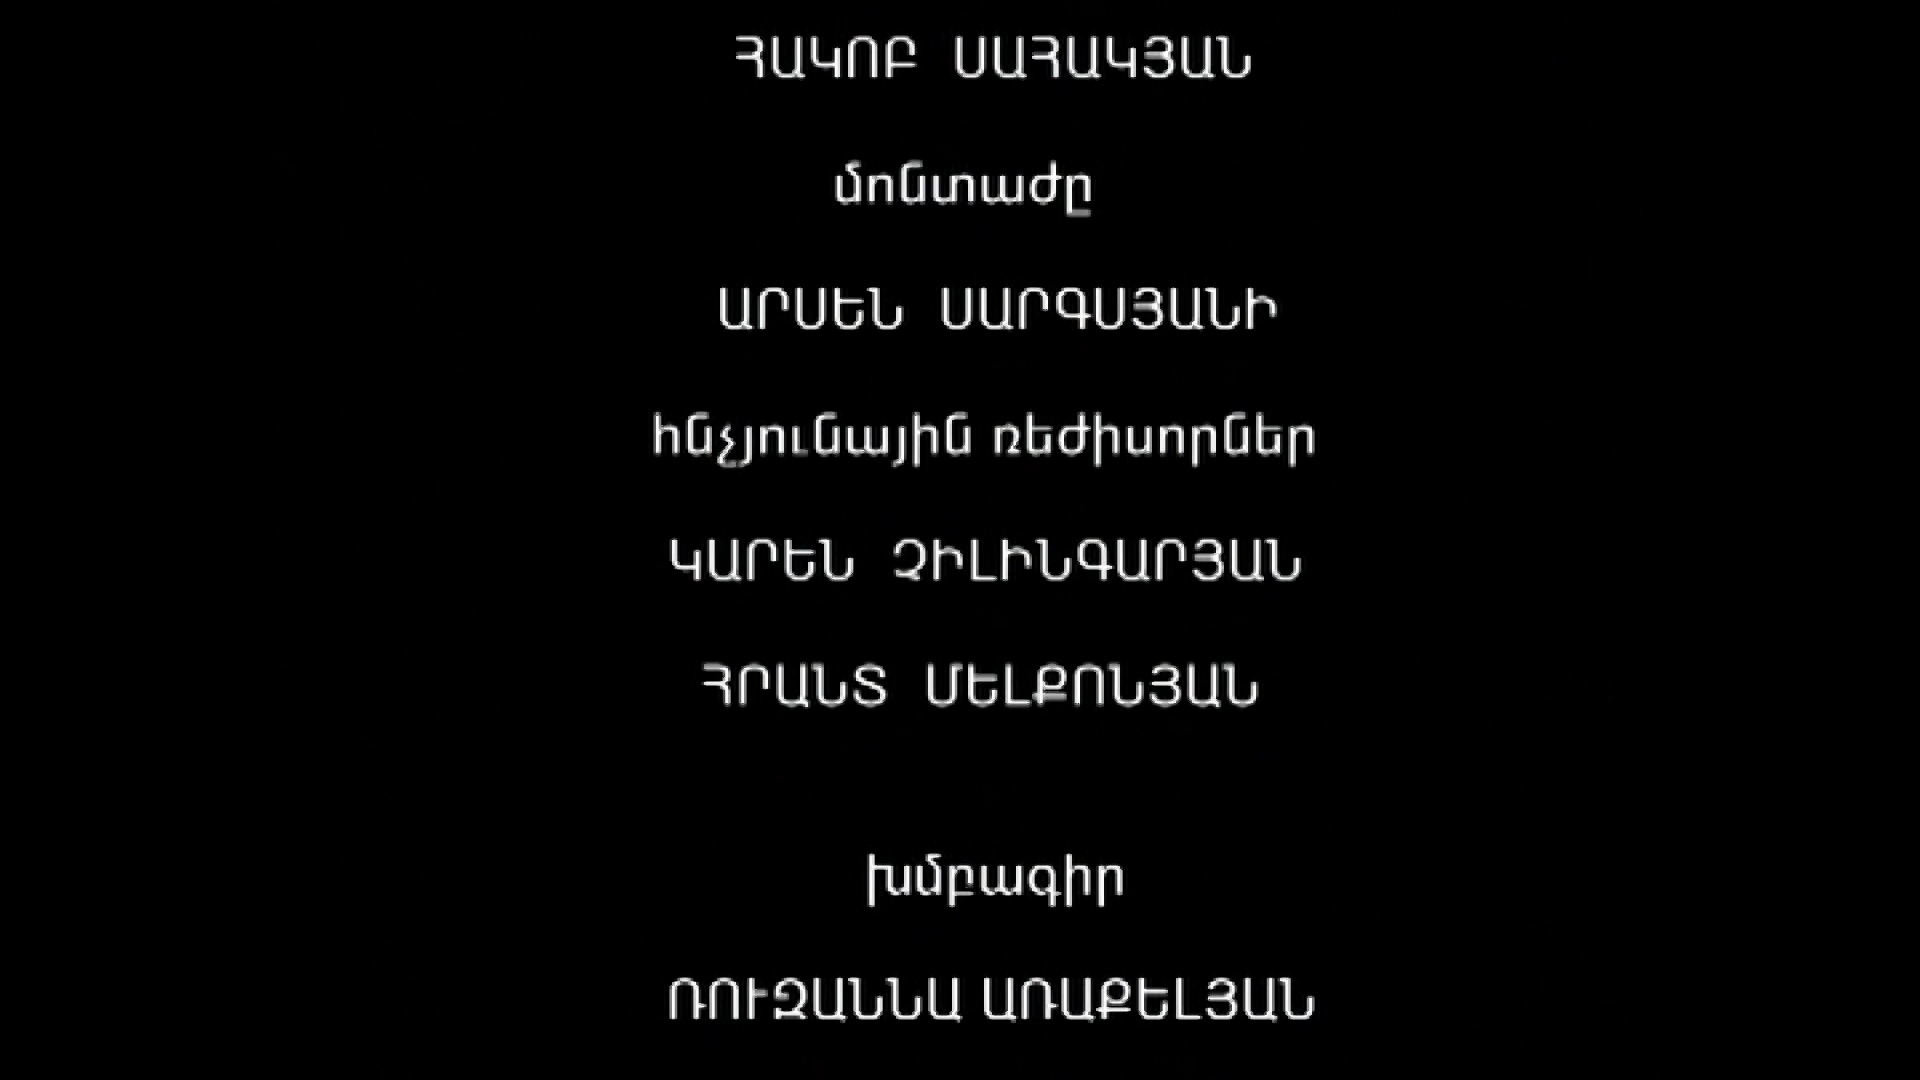 ՀԱԿՈԲ ՍԱՀԱԿՅԱՆ
մոնտաժը
ԱՐՍԵՆ ՍԱՐԳՍՅԱՆԻ
հնչյունային ռեժիսորներ
ԿԱՐԵՆ ՉԻԼԻՆԳԱՐՅԱՆ
ՀՐԱՆՏ ՄԵԼՔՈՆՅԱՆ
խմբագիր
ՌՈՒԶԱՆՆԱ ԱՌԱՔԵԼՅԱՆ